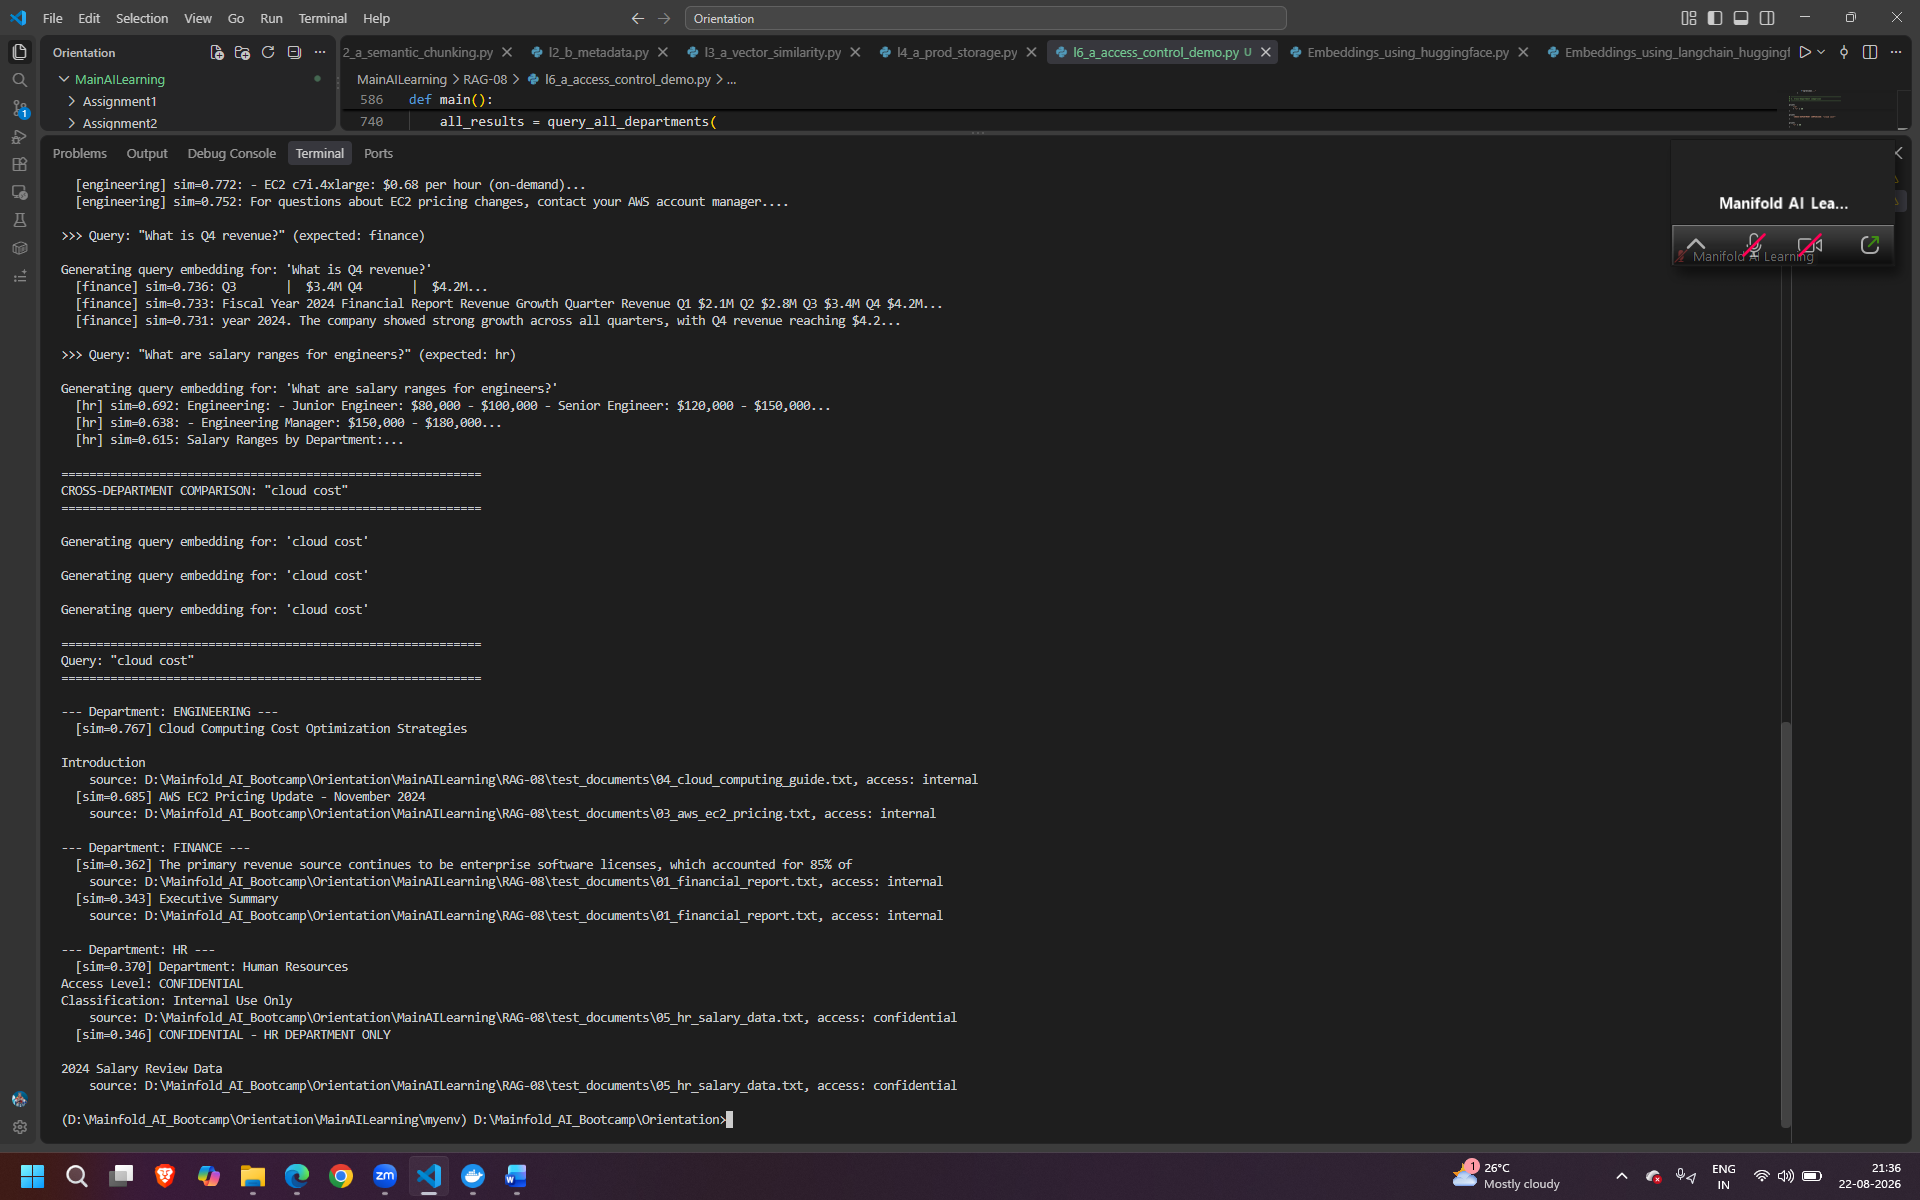 File Edit Selection View Go Run Terminal Help
Orientation
Orientation
2_a_semantic_chunking.py
l2_b_metadata.py
l3_a_vector_similarity.py
l4_a_prod_storage.py
l6_a_access_control_demo.py U
Embeddings_using_huggingface.py
Embeddings_using_langchain_huggingf
MainAILearning
Assignment1
Assignment2
MainAILearning > RAG-08 > l6_a_access_control_demo.py > ...
586 def main():
740 all_results = query_all_departments(
Problems Output Debug Console Terminal Ports
[engineering] sim=0.772: - EC2 c7i.4xlarge: $0.68 per hour (on-demand)...
[engineering] sim=0.752: For questions about EC2 pricing changes, contact your AWS account manager....
>>> Query: "What is Q4 revenue?" (expected: finance)
Generating query embedding for: 'What is Q4 revenue?'
[finance] sim=0.736: Q3 | $3.4M Q4 | $4.2M...
[finance] sim=0.733: Fiscal Year 2024 Financial Report Revenue Growth Quarter Revenue Q1 $2.1M Q2 $2.8M Q3 $3.4M Q4 $4.2M...
[finance] sim=0.731: year 2024. The company showed strong growth across all quarters, with Q4 revenue reaching $4.2...
>>> Query: "What are salary ranges for engineers?" (expected: hr)
Generating query embedding for: 'What are salary ranges for engineers?'
[hr] sim=0.692: Engineering: - Junior Engineer: $80,000 - $100,000 - Senior Engineer: $120,000 - $150,000...
[hr] sim=0.638: - Engineering Manager: $150,000 - $180,000...
[hr] sim=0.615: Salary Ranges by Department:...
============================================================
CROSS-DEPARTMENT COMPARISON: "cloud cost"
============================================================
Generating query embedding for: 'cloud cost'
Generating query embedding for: 'cloud cost'
Generating query embedding for: 'cloud cost'
============================================================
Query: "cloud cost"
============================================================
--- Department: ENGINEERING ---
[sim=0.767] Cloud Computing Cost Optimization Strategies
Introduction
source: D:\Mainfold_AI_Bootcamp\Orientation\MainAILearning\RAG-08\test_documents\04_cloud_computing_guide.txt, access: internal
[sim=0.685] AWS EC2 Pricing Update - November 2024
source: D:\Mainfold_AI_Bootcamp\Orientation\MainAILearning\RAG-08\test_documents\03_aws_ec2_pricing.txt, access: internal
--- Department: FINANCE ---
[sim=0.362] The primary revenue source continues to be enterprise software licenses, which accounted for 85% of
source: D:\Mainfold_AI_Bootcamp\Orientation\MainAILearning\RAG-08\test_documents\01_financial_report.txt, access: internal
[sim=0.343] Executive Summary
source: D:\Mainfold_AI_Bootcamp\Orientation\MainAILearning\RAG-08\test_documents\01_financial_report.txt, access: internal
--- Department: HR ---
[sim=0.370] Department: Human Resources
Access Level: CONFIDENTIAL
Classification: Internal Use Only
source: D:\Mainfold_AI_Bootcamp\Orientation\MainAILearning\RAG-08\test_documents\05_hr_salary_data.txt, access: confidential
[sim=0.346] CONFIDENTIAL - HR DEPARTMENT ONLY
2024 Salary Review Data
source: D:\Mainfold_AI_Bootcamp\Orientation\MainAILearning\RAG-08\test_documents\05_hr_salary_data.txt, access: confidential
(D:\Mainfold_AI_Bootcamp\Orientation\MainAILearning\myenv) D:\Mainfold_AI_Bootcamp\Orientation>
Manifold AI Lea...
Manifold AI Learning
1
zm
1
26°C
Mostly cloudy
ENG
IN
21:36
22-08-2026